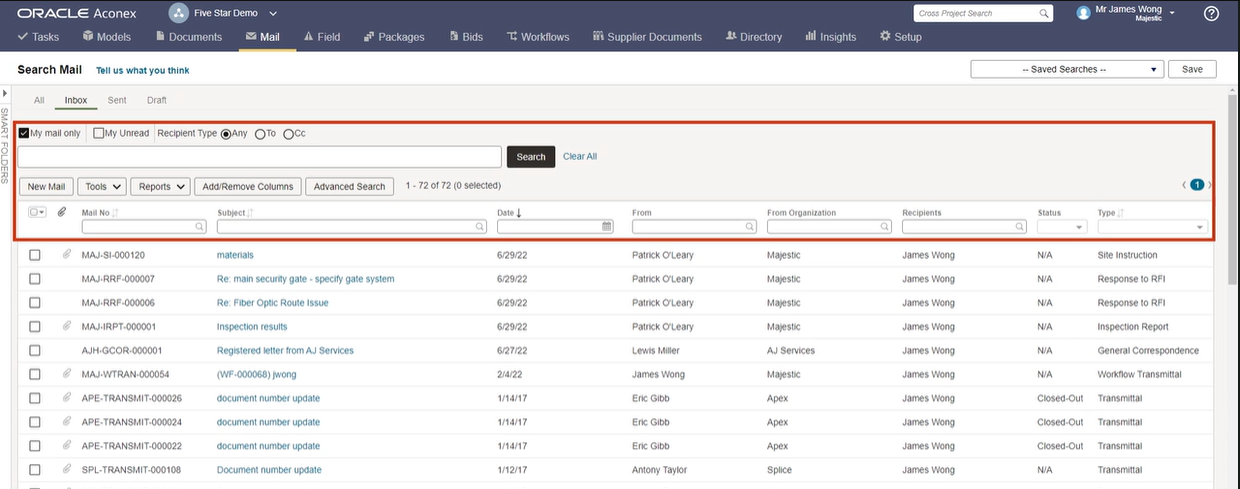 ORACLE Aconex Five Star Demo Cross Project Search Mr James Wong
Majestic
Tasks Models Documents Mail Field Packages Bids Workflows Supplier Documents Directory Insights Setup
Search Mail Tell us what you think -- Saved Searches -- Save
SMART FOLDERS
All Inbox Sent Draft
My mail only My Unread Recipient Type Any To Cc
Search Clear All
New Mail Tools Reports Add/Remove Columns Advanced Search 1 - 72 of 72 (0 selected) 1
Mail No Subject Date From From Organization Recipients Status Type
MAJ-SI-000120 materials 6/29/22 Patrick O'Leary Majestic James Wong N/A Site Instruction
MAJ-RRF-000007 Re: main security gate - specify gate system 6/29/22 Patrick O'Leary Majestic James Wong N/A Response to RFI
MAJ-RRF-000006 Re: Fiber Optic Route Issue 6/29/22 Patrick O'Leary Majestic James Wong N/A Response to RFI
MAJ-IRPT-000001 Inspection results 6/29/22 Patrick O'Leary Majestic James Wong N/A Inspection Report
AJH-GCOR-000001 Registered letter from AJ Services 6/27/22 Lewis Miller AJ Services James Wong N/A General Correspondence
MAJ-WTRAN-000054 (WF-000068) jwong 2/4/22 James Wong Majestic James Wong N/A Workflow Transmittal
APE-TRANSMIT-000026 document number update 1/14/17 Eric Gibb Apex James Wong Closed-Out Transmittal
APE-TRANSMIT-000024 document number update 1/14/17 Eric Gibb Apex James Wong Closed-Out Transmittal
APE-TRANSMIT-000022 document number update 1/14/17 Eric Gibb Apex James Wong Closed-Out Transmittal
SPL-TRANSMIT-000108 Document number update 1/12/17 Antony Taylor Splice James Wong N/A Transmittal